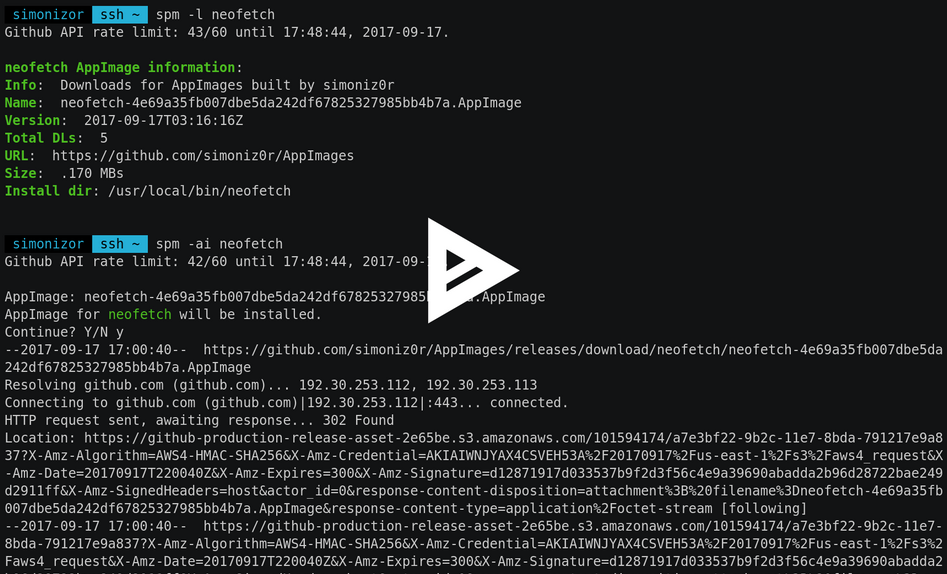 simonizor ssh ~ spm -l neofetch
Github API rate limit: 43/60 until 17:48:44, 2017-09-17.
neofetch AppImage information:
Info:  Downloads for AppImages built by simoniz0r
Name:  neofetch-4e69a35fb007dbe5da242df67825327985bb4b7a.AppImage
Version:  2017-09-17T03:16:16Z
Total DLs:  5
URL:  https://github.com/simoniz0r/AppImages
Size:  .170 MBs
Install dir: /usr/local/bin/neofetch
simonizor ssh ~ spm -ai neofetch
Github API rate limit: 42/60 until 17:48:44, 2017-09-
AppImage: neofetch-4e69a35fb007dbe5da242df67825327985 .AppImage
AppImage for neofetch will be installed.
Continue? Y/N y
--2017-09-17 17:00:40--  https://github.com/simoniz0r/AppImages/releases/download/neofetch/neofetch-4e69a35fb007dbe5da
242df67825327985bb4b7a.AppImage
Resolving github.com (github.com)... 192.30.253.112, 192.30.253.113
Connecting to github.com (github.com)|192.30.253.112|:443... connected.
HTTP request sent, awaiting response... 302 Found
Location: https://github-production-release-asset-2e65be.s3.amazonaws.com/101594174/a7e3bf22-9b2c-11e7-8bda-791217e9a8
37?X-Amz-Algorithm=AWS4-HMAC-SHA256&X-Amz-Credential=AKIAIWNJYAX4CSVEH53A%2F20170917%2Fus-east-1%2Fs3%2Faws4_request&X
-Amz-Date=20170917T220040Z&X-Amz-Expires=300&X-Amz-Signature=d12871917d033537b9f2d3f56c4e9a39690abadda2b96d28722bae249
d2911ff&X-Amz-SignedHeaders=host&actor_id=0&response-content-disposition=attachment%3B%20filename%3Dneofetch-4e69a35fb
007dbe5da242df67825327985bb4b7a.AppImage&response-content-type=application%2Foctet-stream [following]
--2017-09-17 17:00:40--  https://github-production-release-asset-2e65be.s3.amazonaws.com/101594174/a7e3bf22-9b2c-11e7-
8bda-791217e9a837?X-Amz-Algorithm=AWS4-HMAC-SHA256&X-Amz-Credential=AKIAIWNJYAX4CSVEH53A%2F20170917%2Fus-east-1%2Fs3%2
Faws4_request&X-Amz-Date=20170917T220040Z&X-Amz-Expires=300&X-Amz-Signature=d12871917d033537b9f2d3f56c4e9a39690abadda2